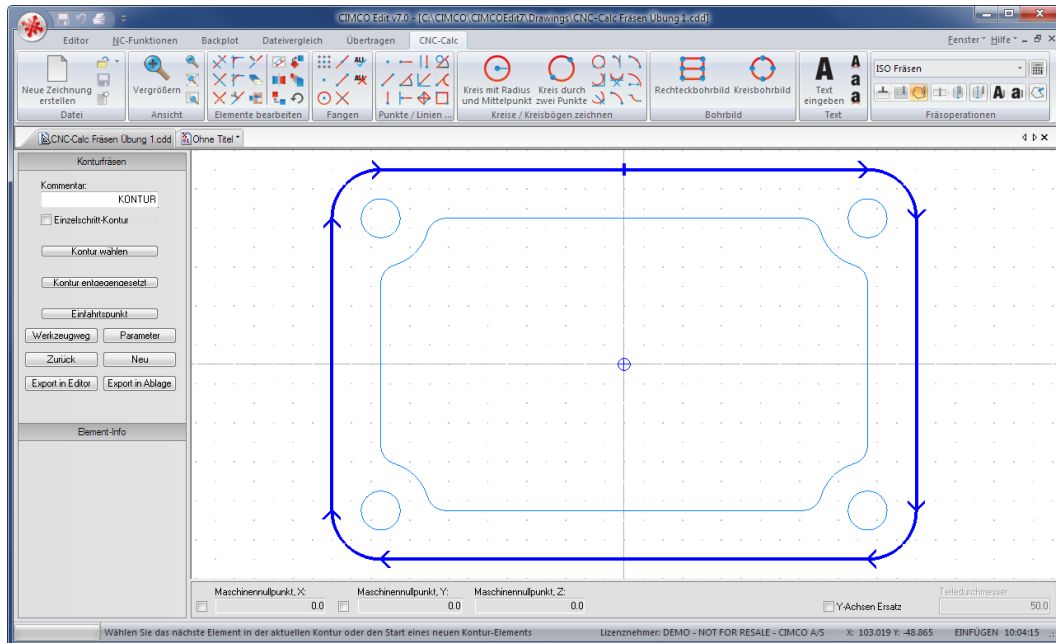 CIMCO Edit v7.0 - [C:\CIMCO\CIMCOEdit7\Drawings\CNC-Calc Fräsen Übung 1.cdd]
Editor NC-Funktionen Backplot Dateivergleich Übertragen CNC-Calc Fenster Hilfe
Neue Zeichnung erstellen
Vergrößern
Kreis mit Radius und Mittelpunkt
Kreis durch zwei Punkte
Rechteckbohrbild Kreisbohrbild
Text eingeben
ISO Fräsen
Datei Ansicht Elemente bearbeiten Fangen Punkte / Linien ... Kreise / Kreisbögen zeichnen Bohrbild Text Fräsoperationen
CNC-Calc Fräsen Übung 1.cdd Ohne Titel *
Konturfräsen
Kommentar:
KONTUR
Einzelschritt-Kontur
Kontur wählen
Kontur entgegengesetzt
Einfahrtspunkt
Werkzeugweg Parameter
Zurück Neu
Export in Editor Export in Ablage
Element-Info
Maschinennullpunkt, X: Maschinennullpunkt, Y: Maschinennullpunkt, Z: Teiledurchmesser
0.0 0.0 0.0 Y-Achsen Ersatz 50.0
Wählen Sie das nächste Element in der aktuellen Kontur oder den Start eines neuen Kontur-Elements Lizenznehmer: DEMO - NOT FOR RESALE - CIMCO A/S X: 103.019 Y: -48.865 EINFÜGEN 10:04:15